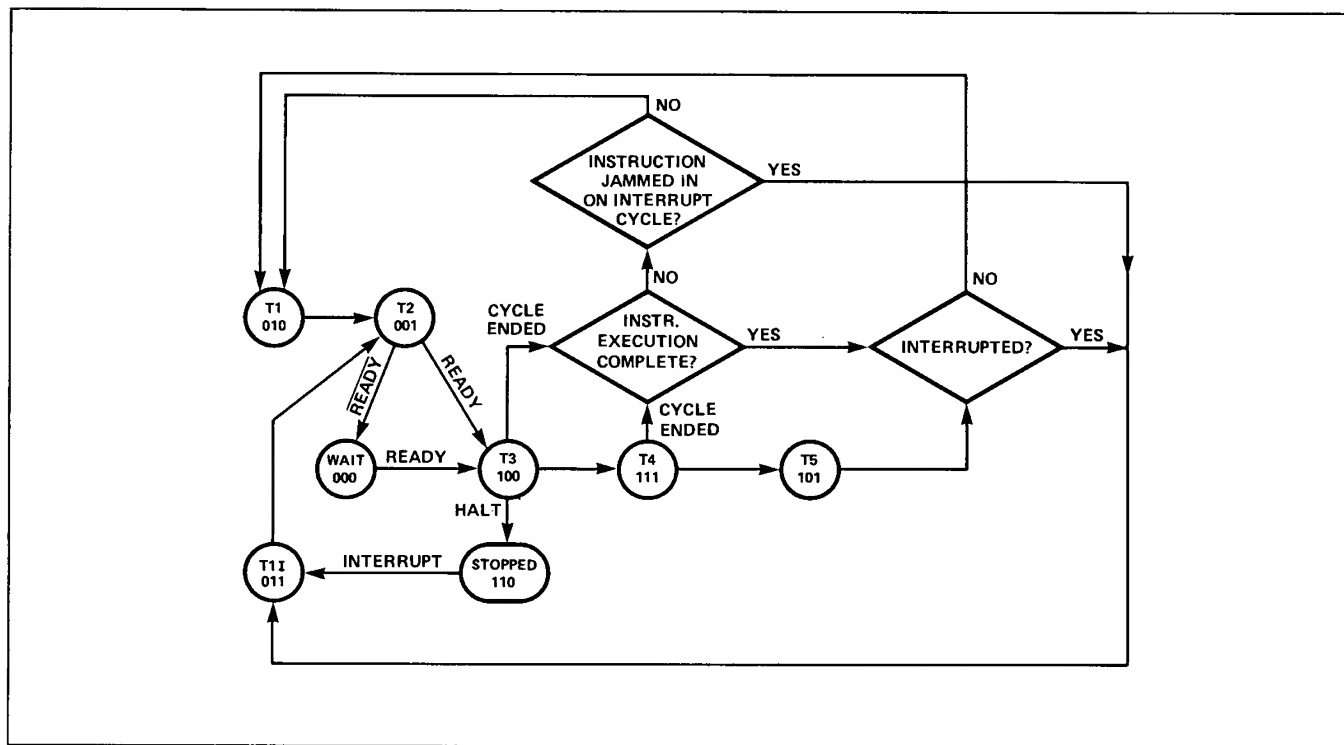 NO
INSTRUCTION
JAMMED IN
ON INTERRUPT
CYCLE?
YES
NO
NO
T1
010
T2
001
CYCLE
ENDED
INSTR.
EXECUTION
COMPLETE?
YES
INTERRUPTED?
YES
READY
READY
CYCLE
ENDED
WAIT
000
READY
T3
100
T4
111
T5
101
HALT
T1I
011
INTERRUPT
STOPPED
110